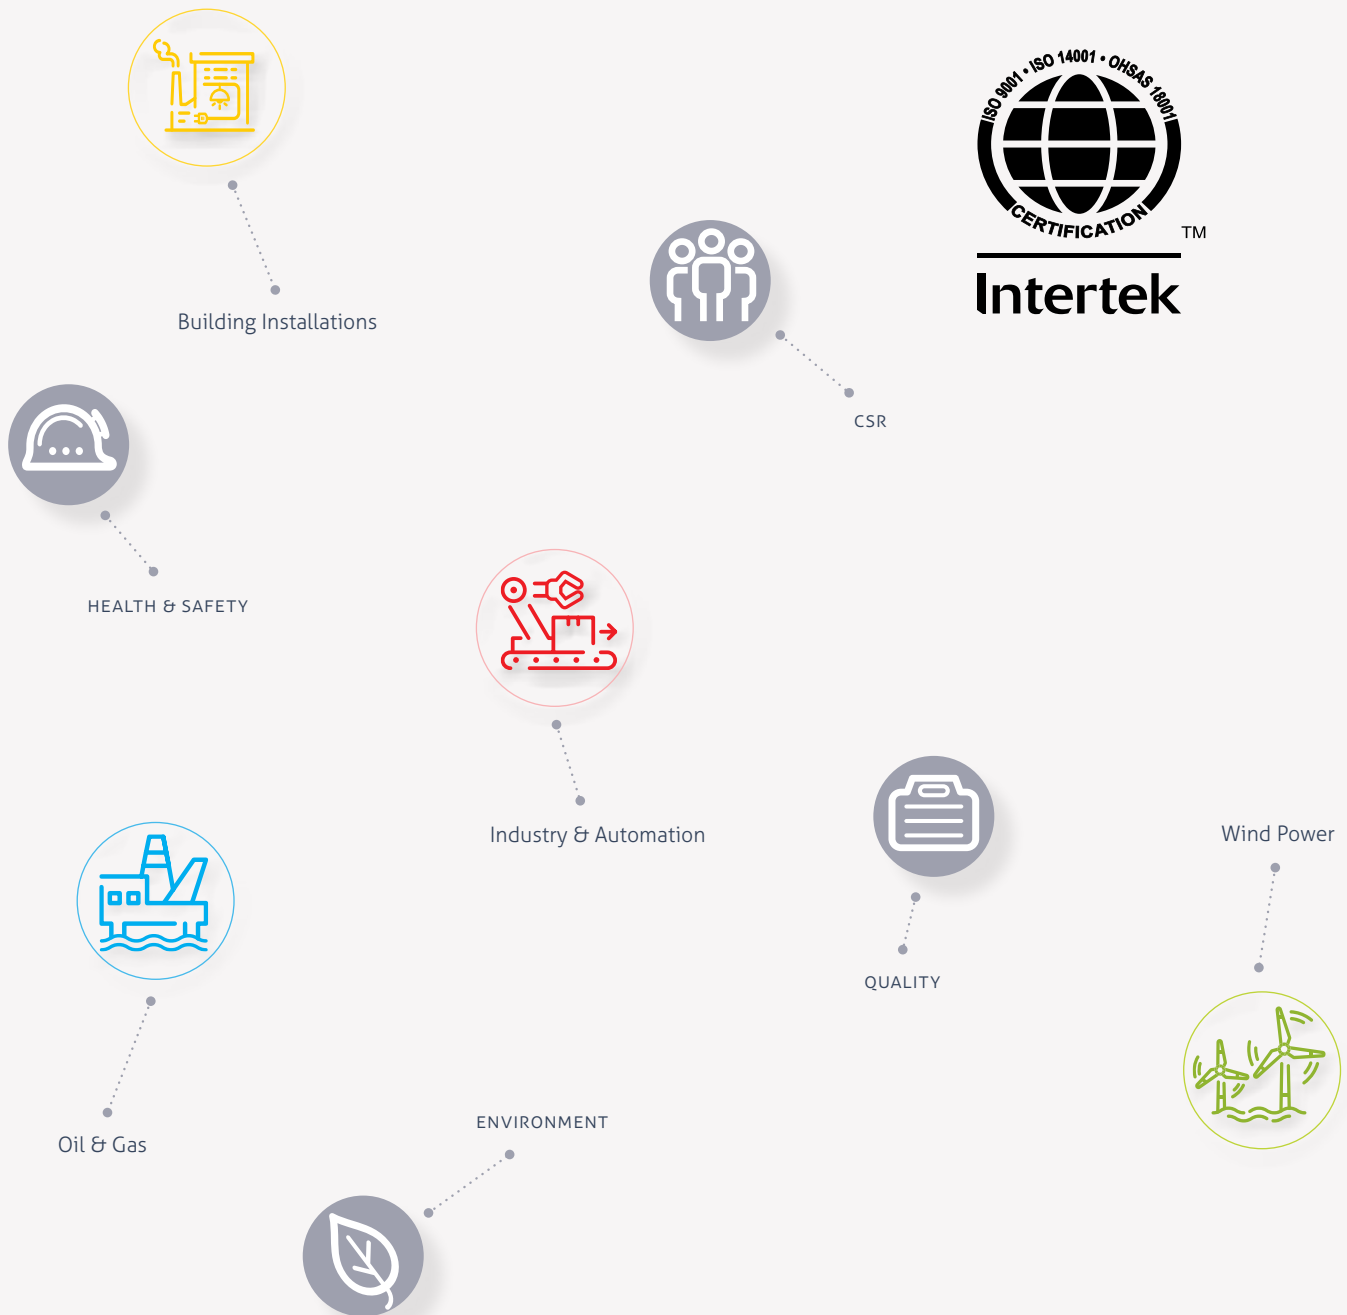 ISO 9001 • ISO 14001 • OHSAS 18001
CERTIFICATION
TM
Intertek
Building Installations
CSR
HEALTH & SAFETY
Industry & Automation
Wind Power
QUALITY
ENVIRONMENT
Oil & Gas